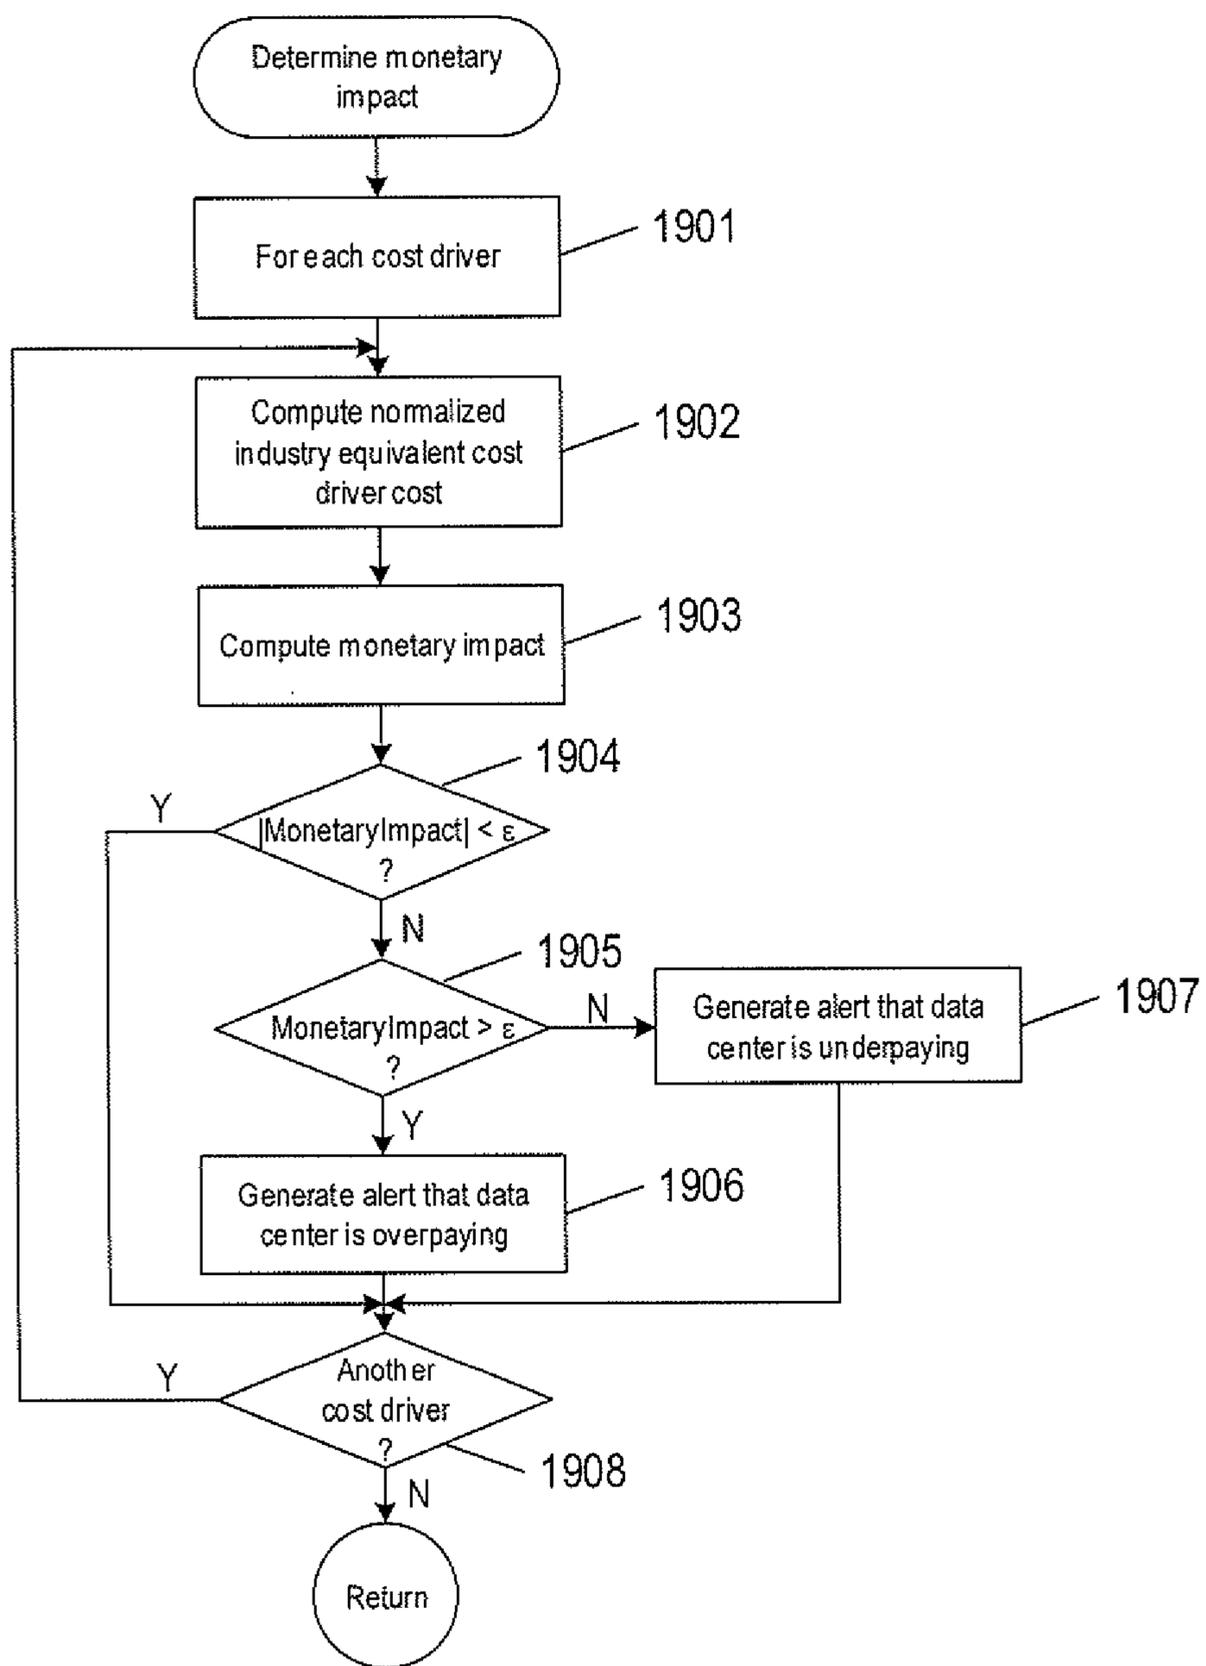 Determine monetary
impact
1901
For each cost driver
1902
Compute normalized
industry equivalent cost
driver cost
1903
Compute monetary impact
1904
Y
|MonetaryImpact| < ε
?
N
1905
MonetaryImpact > ε
?
N
Generate alert that data
center is underpaying
1907
Y
Generate alert that data
center is overpaying
1906
Y
Another
cost driver
?
1908
N
Return